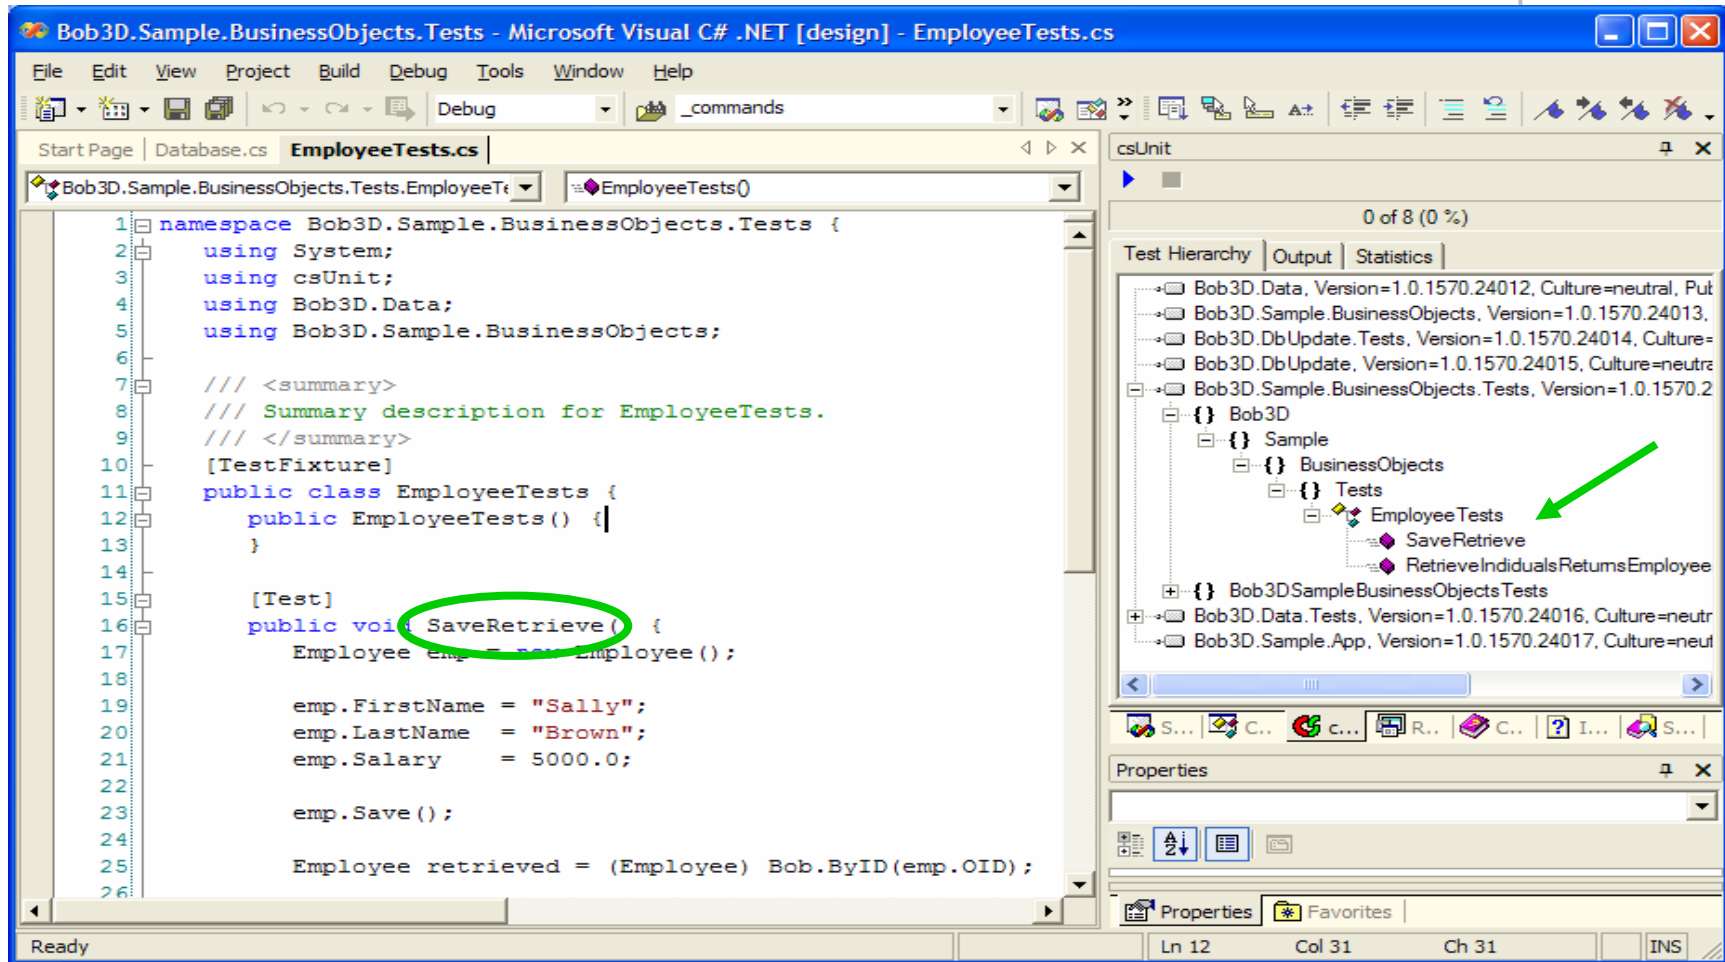 Bob3D.Sample.BusinessObjects.Tests - Microsoft Visual C# .NET [design] - EmployeeTests.cs
File Edit View Project Build Debug Tools Window Help
Debug _commands
Start Page Database.cs EmployeeTests.cs
Bob3D.Sample.BusinessObjects.Tests.EmployeeTe EmployeeTests()
1 namespace Bob3D.Sample.BusinessObjects.Tests {
2 using System;
3 using csUnit;
4 using Bob3D.Data;
5 using Bob3D.Sample.BusinessObjects;
6
7 /// <summary>
8 /// Summary description for EmployeeTests.
9 /// </summary>
10 [TestFixture]
11 public class EmployeeTests {
12 public EmployeeTests() {
13 }
14
15 [Test]
16 public void SaveRetrieve() {
17 Employee emp = new Employee();
18
19 emp.FirstName = "Sally";
20 emp.LastName = "Brown";
21 emp.Salary = 5000.0;
22
23 emp.Save();
24
25 Employee retrieved = (Employee) Bob.ByID(emp.OID);
26
csUnit
0 of 8 (0 %)
Test Hierarchy Output Statistics
Bob3D.Data, Version=1.0.1570.24012, Culture=neutral, Pub
Bob3D.Sample.BusinessObjects, Version=1.0.1570.24013,
Bob3D.DbUpdate.Tests, Version=1.0.1570.24014, Culture=
Bob3D.DbUpdate, Version=1.0.1570.24015, Culture=neutra
Bob3D.Sample.BusinessObjects.Tests, Version=1.0.1570.2
{} Bob3D
{} Sample
{} BusinessObjects
{} Tests
EmployeeTests
SaveRetrieve
RetrieveIndidualsReturnsEmployee
{} Bob3DSampleBusinessObjectsTests
Bob3D.Data.Tests, Version=1.0.1570.24016, Culture=neutr
Bob3D.Sample.App, Version=1.0.1570.24017, Culture=neut
S... C.. c... R.. C.. I... S...
Properties
Properties Favorites
Ready Ln 12 Col 31 Ch 31 INS